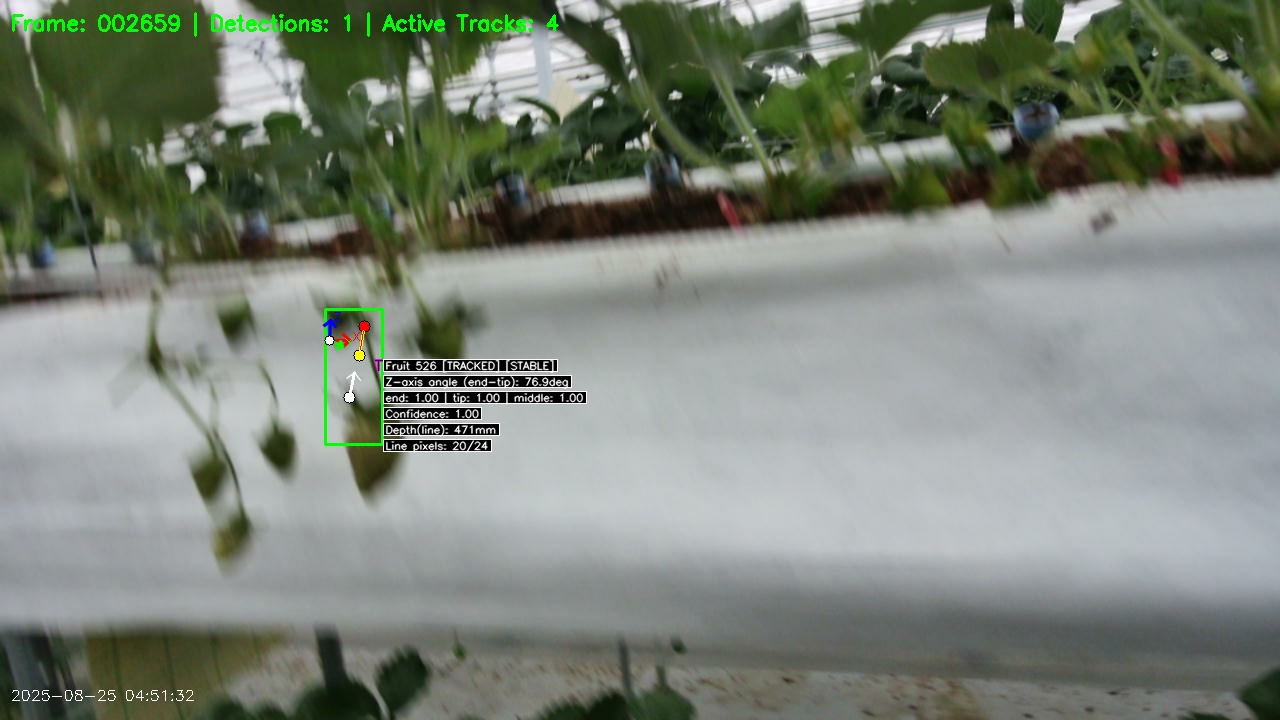 Frame: 002659 | Detections: 1 | Active Tracks: 4
Fruit 526 [TRACKED] [STABLE]
Z-axis angle (end-tip): 76.9deg
end: 1.00 | tip: 1.00 | middle: 1.00
Confidence: 1.00
Depth(line): 471mm
Line pixels: 20/24
2025-08-25 04:51:32